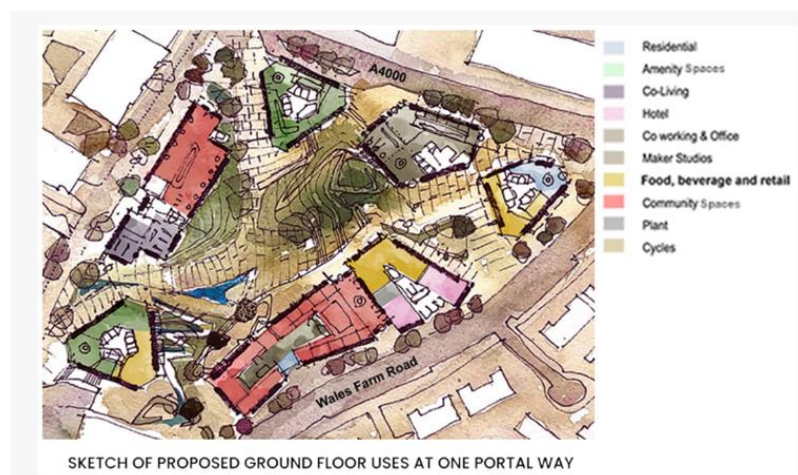 A4000
Wales Farm Road
Residential
Amenity Spaces
Co-Living
Hotel
Co working & Office
Maker Studios
Food, beverage and retail
Community Spaces
Plant
Cycles
SKETCH OF PROPOSED GROUND FLOOR USES AT ONE PORTAL WAY